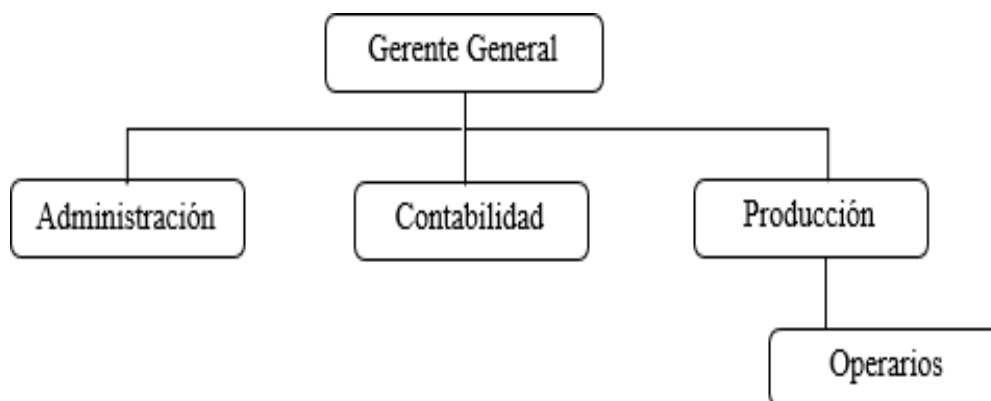 Gerente General
Administración
Contabilidad
Producción
Operarios